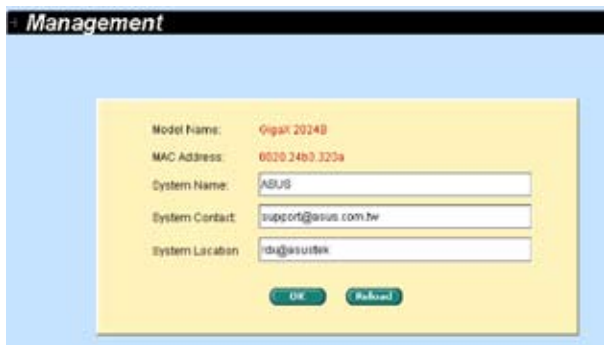 Management
Model Name: GigaX 2024B
MAC Address: 0020.24b3.320a
System Name: ASUS
System Contact: support@asus.com.tw
System Location @asustek
OK Reload